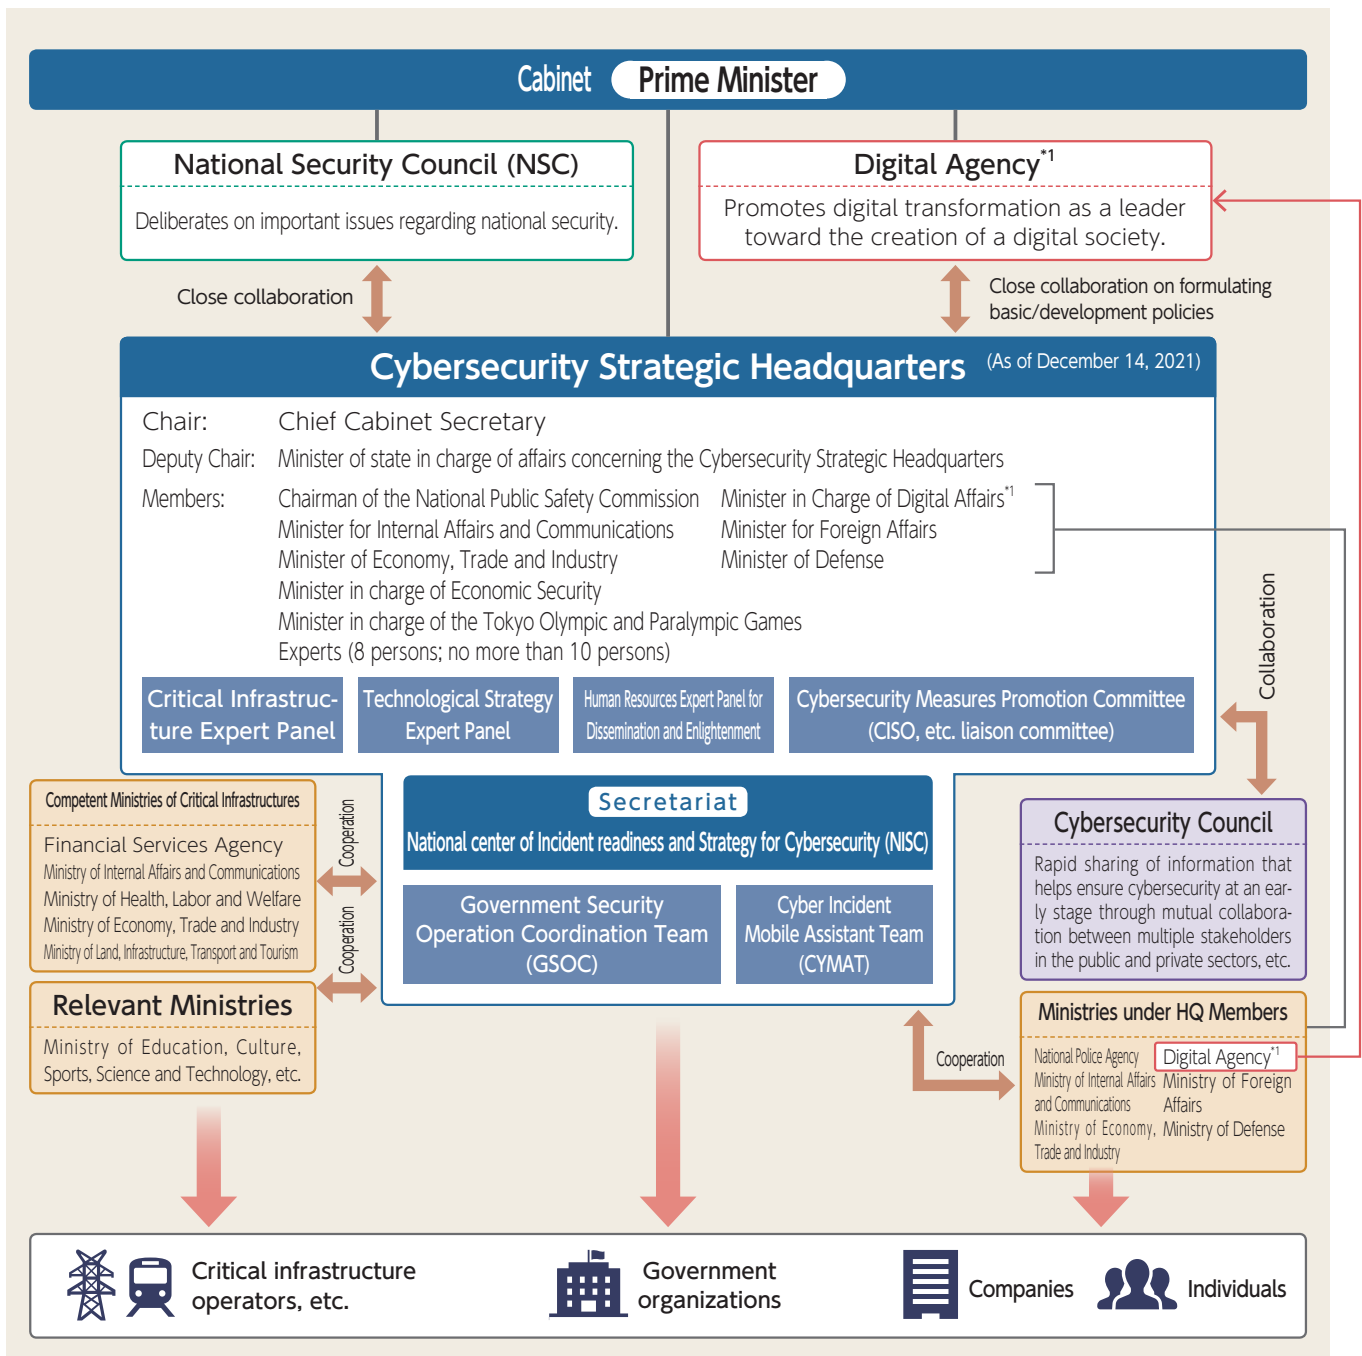 Cabinet Prime Minister
National Security Council (NSC)
Deliberates on important issues regarding national security.
Digital Agency*1
Promotes digital transformation as a leader
toward the creation of a digital society.
Close collaboration
Close collaboration on formulating
basic/development policies
Cybersecurity Strategic Headquarters (As of December 14, 2021)
Chair: Chief Cabinet Secretary
Deputy Chair: Minister of state in charge of affairs concerning the Cybersecurity Strategic Headquarters
Members: Chairman of the National Public Safety Commission Minister in Charge of Digital Affairs*1
Minister for Internal Affairs and Communications Minister for Foreign Affairs
Minister of Economy, Trade and Industry Minister of Defense
Minister in charge of Economic Security
Minister in charge of the Tokyo Olympic and Paralympic Games
Experts (8 persons; no more than 10 persons)
Critical Infrastruc-
ture Expert Panel
Technological Strategy
Expert Panel
Human Resources Expert Panel for
Dissemination and Enlightenment
Cybersecurity Measures Promotion Committee
(CISO, etc. liaison committee)
Collaboration
Competent Ministries of Critical Infrastructures
Financial Services Agency
Ministry of Internal Affairs and Communications
Ministry of Health, Labor and Welfare
Ministry of Economy, Trade and Industry
Ministry of Land, Infrastructure, Transport and Tourism
Cooperation
Cooperation
Relevant Ministries
Ministry of Education, Culture,
Sports, Science and Technology, etc.
Secretariat
National center of Incident readiness and Strategy for Cybersecurity (NISC)
Government Security
Operation Coordination Team
(GSOC)
Cyber Incident
Mobile Assistant Team
(CYMAT)
Cybersecurity Council
Rapid sharing of information that
helps ensure cybersecurity at an ear-
ly stage through mutual collabora-
tion between multiple stakeholders
in the public and private sectors, etc.
Cooperation
Ministries under HQ Members
National Police Agency
Ministry of Internal Affairs
and Communications
Ministry of Economy,
Trade and Industry
Digital Agency*1
Ministry of Foreign
Affairs
Ministry of Defense
Critical infrastructure
operators, etc.
Government
organizations
Companies
Individuals